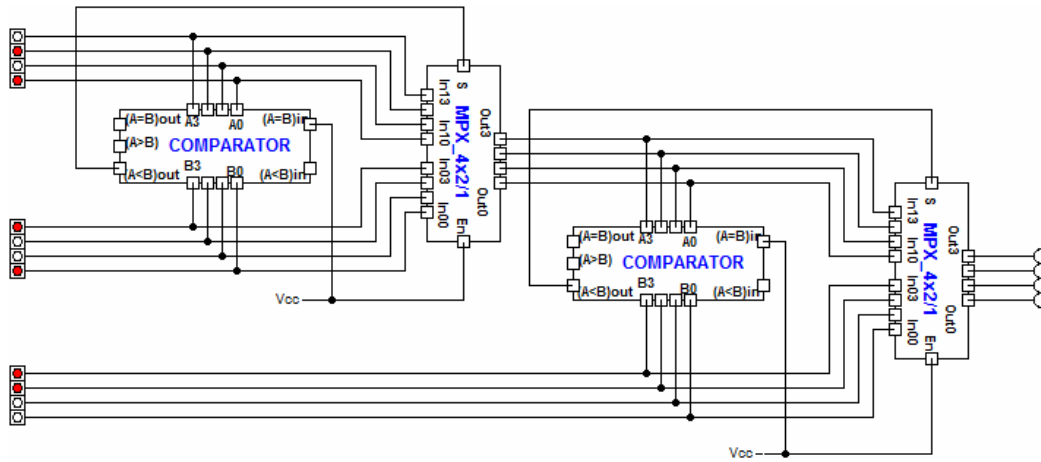 (A=B)out A3 A0 (A=B)in
(A>B) COMPARATOR
(A<B)out B3 B0 (A<B)in
S
In13
In10
In03
In00
MPX_4x2/1
Out3
Out0
En
Vcc
(A=B)out A3 A0 (A=B)in
(A>B) COMPARATOR
(A<B)out B3 B0 (A<B)in
S
In13
In10
In03
In00
MPX_4x2/1
Out3
Out0
En
Vcc